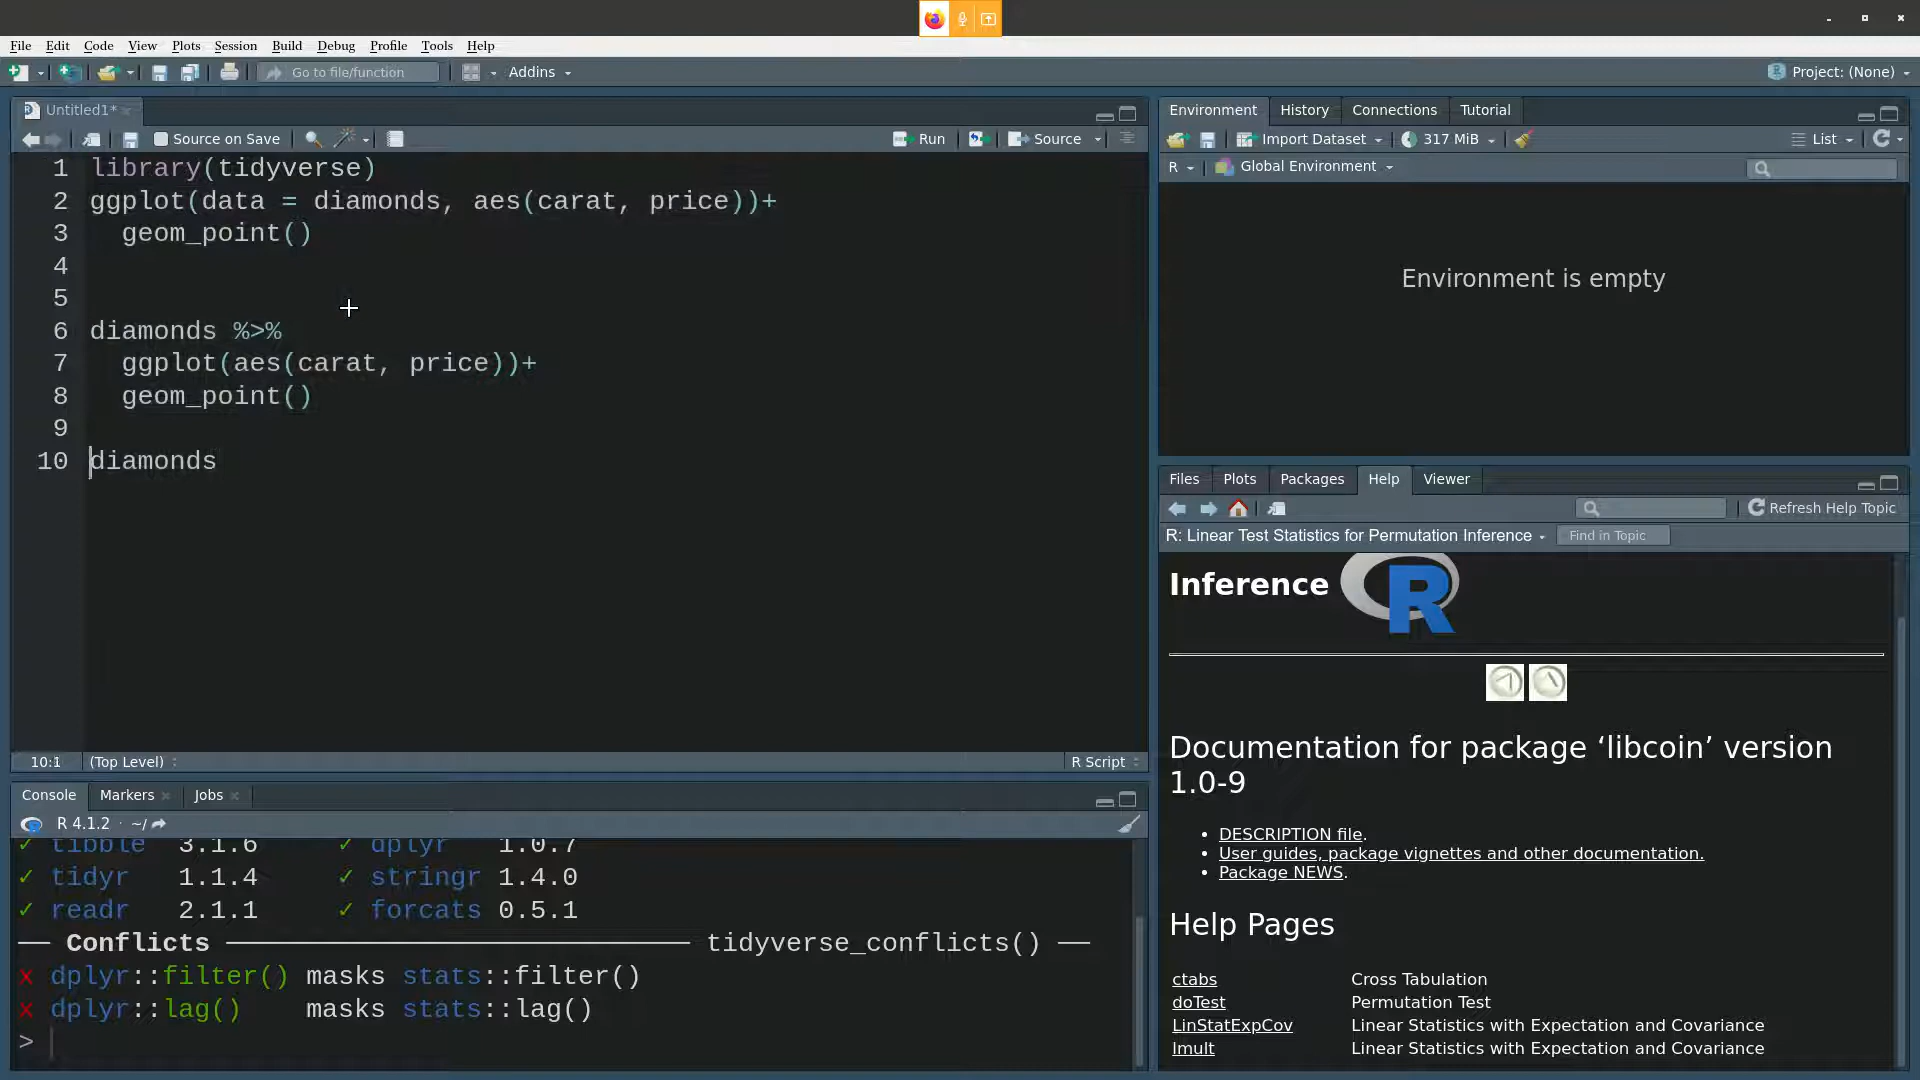 File Edit Code View Plots Session Build Debug Profile Tools Help
Go to file/function Addins Project: (None)
Untitled1*
Source on Save Run Source
1 library(tidyverse)
2 ggplot(data = diamonds, aes(carat, price))+
3   geom_point()
4
5
6 diamonds %>%
7   ggplot(aes(carat, price))+
8   geom_point()
9
10 diamonds
10:1 (Top Level) R Script
Console Markers Jobs
R 4.1.2 · ~/
✓ tibble 3.1.6 ✓ dplyr 1.0.7
✓ tidyr 1.1.4 ✓ stringr 1.4.0
✓ readr 2.1.1 ✓ forcats 0.5.1
── Conflicts ────────── tidyverse_conflicts() ──
x dplyr::filter() masks stats::filter()
x dplyr::lag() masks stats::lag()
>
Environment History Connections Tutorial
Import Dataset 317 MiB List
R Global Environment
Environment is empty
Files Plots Packages Help Viewer
Refresh Help Topic
R: Linear Test Statistics for Permutation Inference Find in Topic
Inference R
Documentation for package ‘libcoin’ version
1.0-9
• DESCRIPTION file.
• User guides, package vignettes and other documentation.
• Package NEWS.
Help Pages
ctabs Cross Tabulation
doTest Permutation Test
LinStatExpCov Linear Statistics with Expectation and Covariance
lmult Linear Statistics with Expectation and Covariance